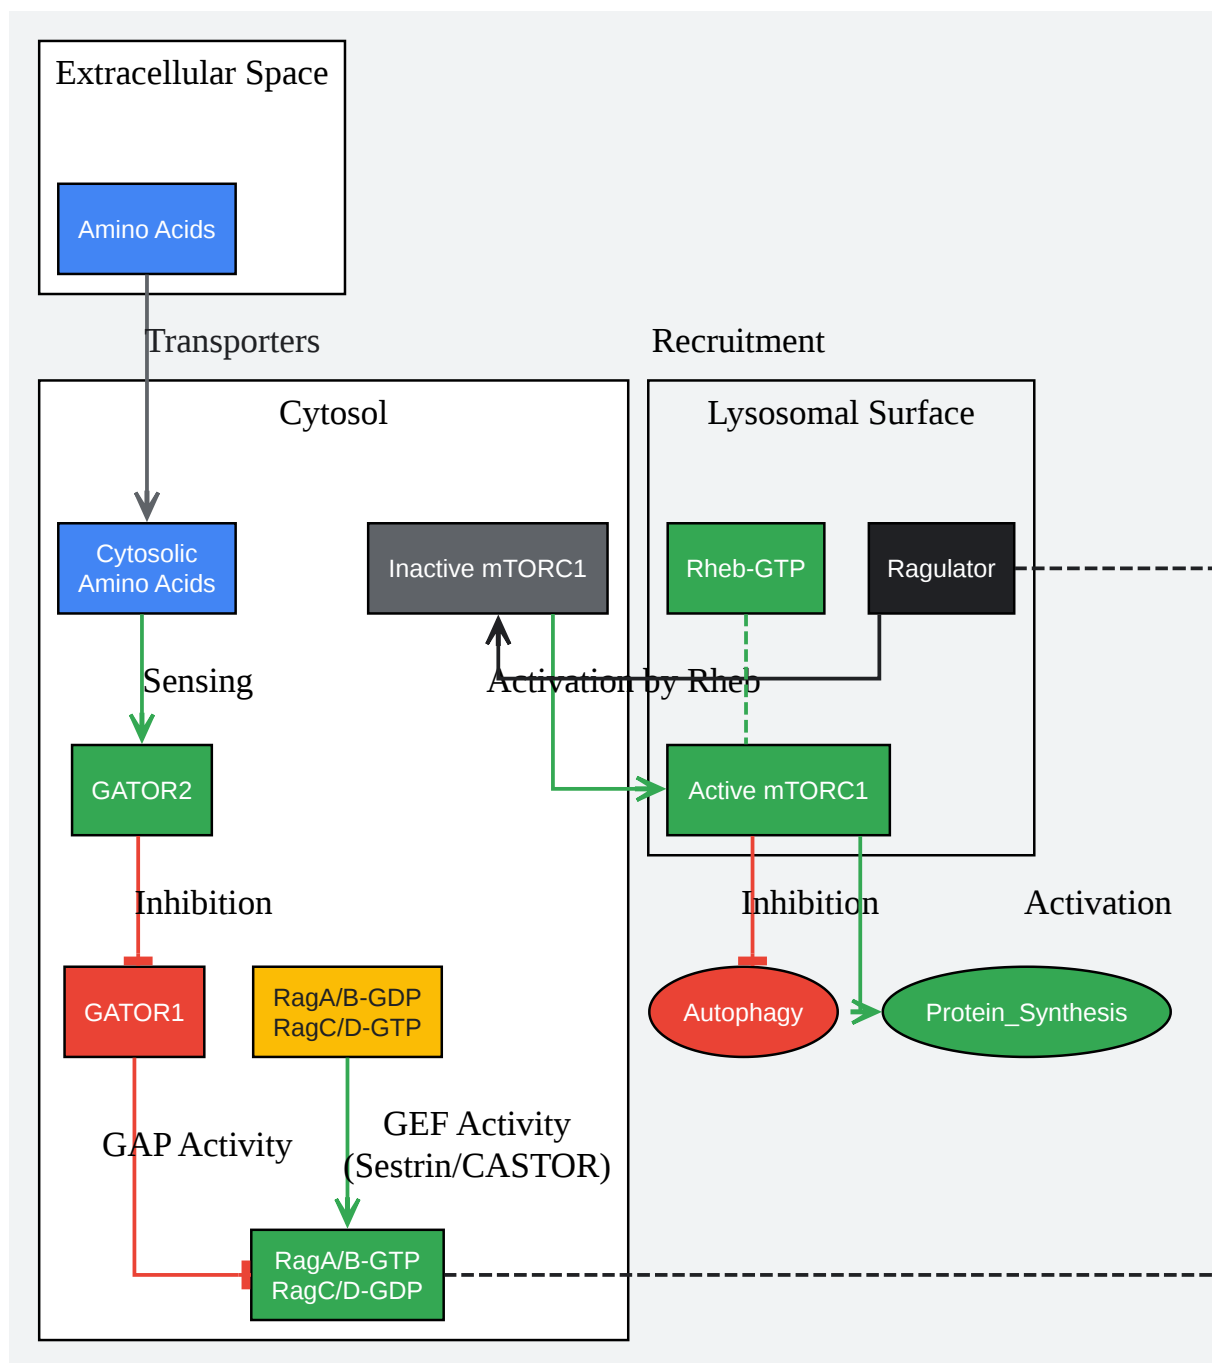 Extracellular Space
Amino Acids
Transporters
Recruitment
Cytosol
Lysosomal Surface
Cytosolic
Amino Acids
Inactive mTORC1
Rheb-GTP
Ragulator
Sensing
Activation by Rheb
GATOR2
Active mTORC1
Inhibition
Inhibition
Activation
GATOR1
RagA/B-GDP
RagC/D-GTP
Autophagy
Protein_Synthesis
GAP Activity
GEF Activity
(Sestrin/CASTOR)
RagA/B-GTP
RagC/D-GDP